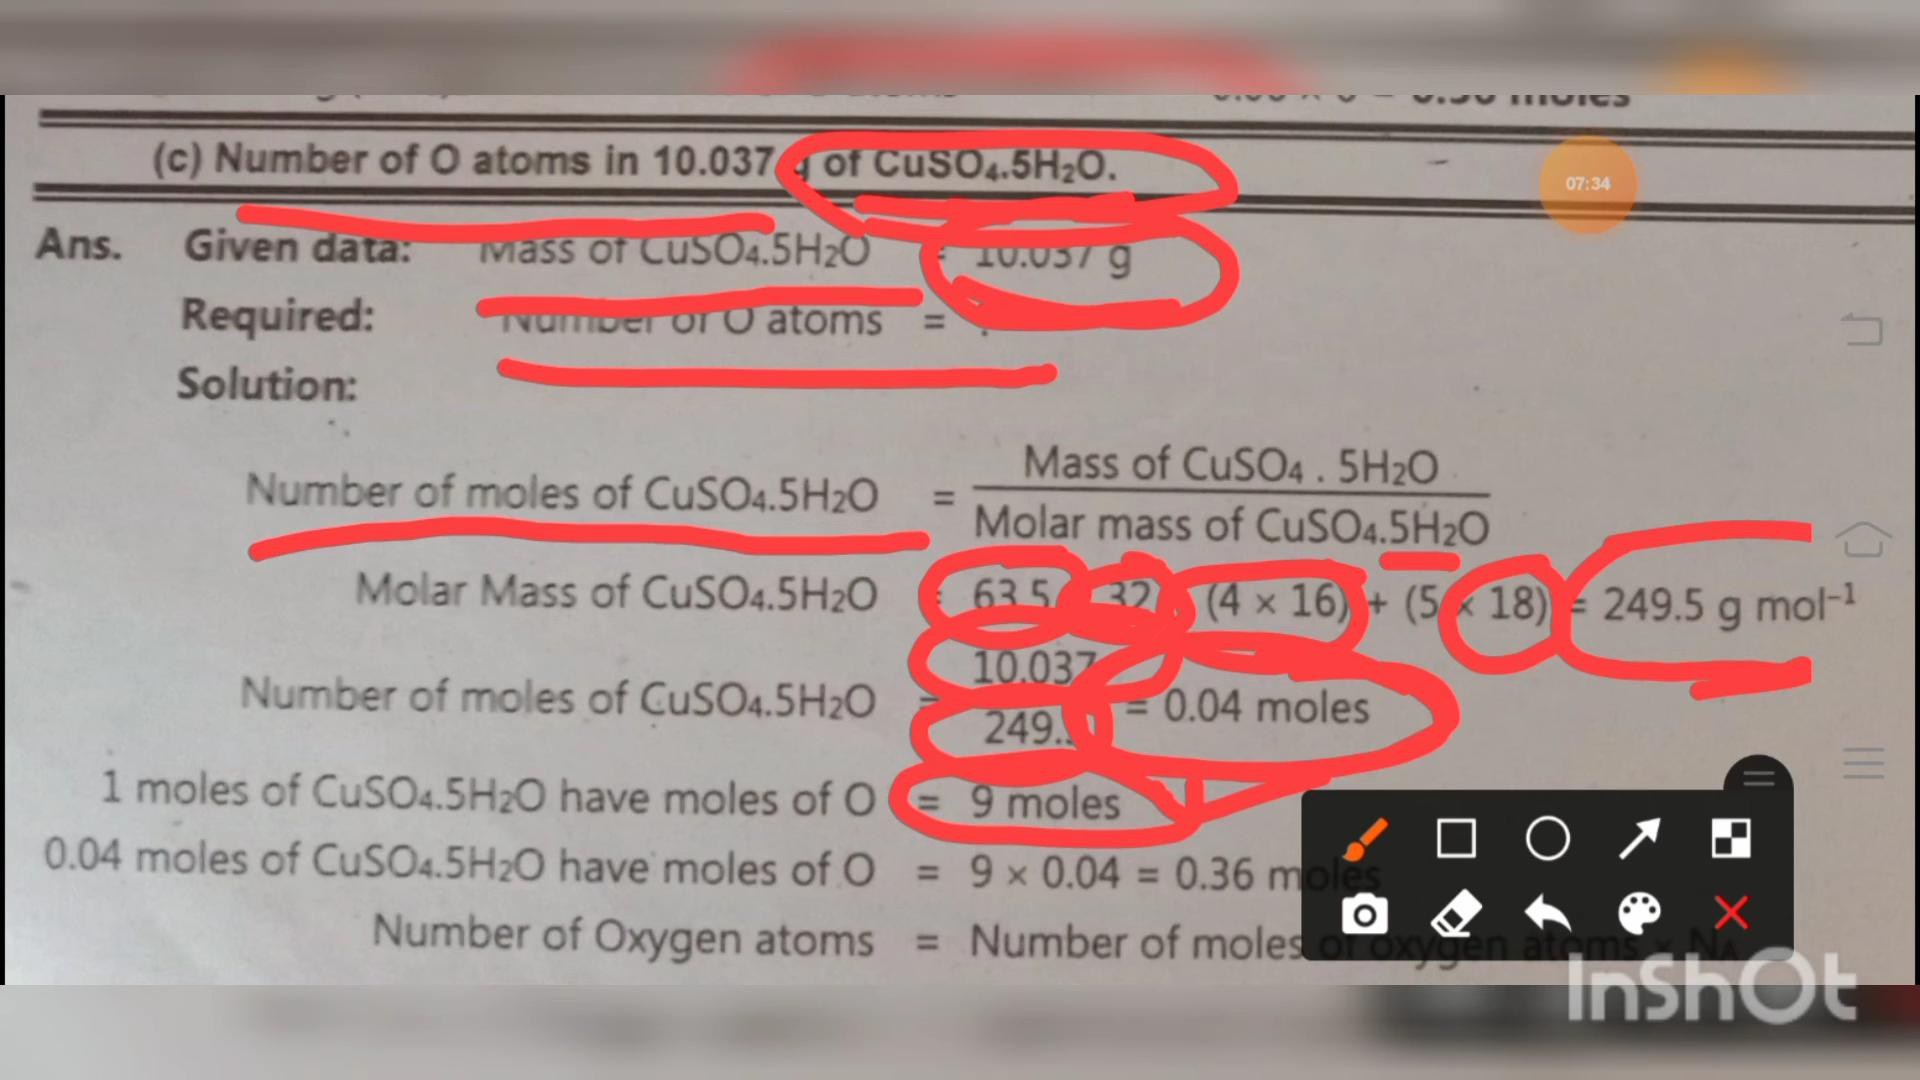 (c) Number of O atoms in 10.037 g of CuSO₄.5H₂O.
07:34
Ans. Given data: Mass of CuSO₄.5H₂O = 10.037 g
Required: Number of O atoms =
Solution:
Number of moles of CuSO₄.5H₂O = Mass of CuSO₄ . 5H₂O
Molar mass of CuSO₄.5H₂O
Molar Mass of CuSO₄.5H₂O = 63.5 32 (4 × 16) + (5 × 18) = 249.5 g mol⁻¹
10.037
Number of moles of CuSO₄.5H₂O = = 0.04 moles
249.
1 moles of CuSO₄.5H₂O have moles of O = 9 moles
0.04 moles of CuSO₄.5H₂O have moles of O = 9 × 0.04 = 0.36 moles
Number of Oxygen atoms = Number of moles of oxygen atoms × Nᴀ
InShOt